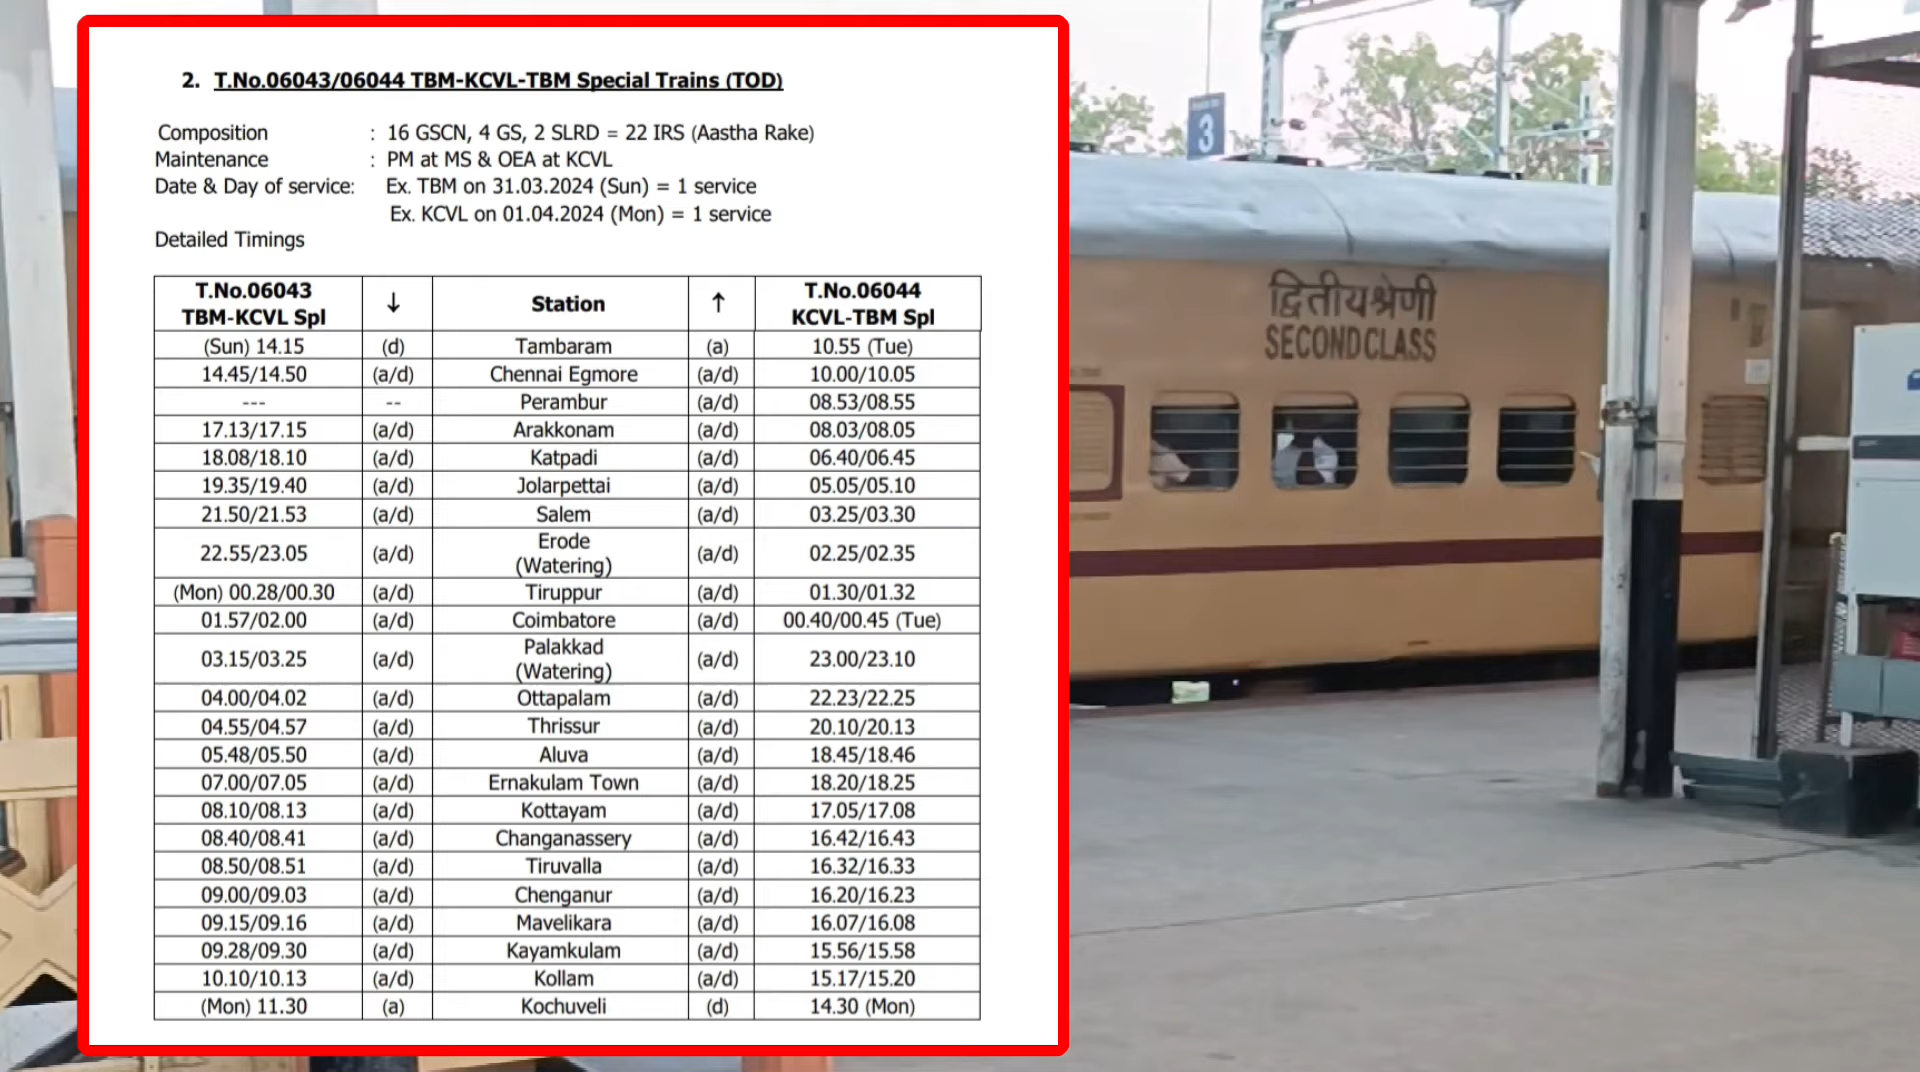 2. T.No.06043/06044 TBM-KCVL-TBM Special Trains (TOD)
Composition : 16 GSCN, 4 GS, 2 SLRD = 22 IRS (Aastha Rake)
Maintenance : PM at MS & OEA at KCVL
Date & Day of service: Ex. TBM on 31.03.2024 (Sun) = 1 service
Ex. KCVL on 01.04.2024 (Mon) = 1 service
Detailed Timings
T.No.06043 TBM-KCVL Spl ↓ Station ↑ T.No.06044 KCVL-TBM Spl
(Sun) 14.15 (d) Tambaram (a) 10.55 (Tue)
14.45/14.50 (a/d) Chennai Egmore (a/d) 10.00/10.05
--- -- Perambur (a/d) 08.53/08.55
17.13/17.15 (a/d) Arakkonam (a/d) 08.03/08.05
18.08/18.10 (a/d) Katpadi (a/d) 06.40/06.45
19.35/19.40 (a/d) Jolarpettai (a/d) 05.05/05.10
21.50/21.53 (a/d) Salem (a/d) 03.25/03.30
22.55/23.05 (a/d) Erode (Watering) (a/d) 02.25/02.35
(Mon) 00.28/00.30 (a/d) Tiruppur (a/d) 01.30/01.32
01.57/02.00 (a/d) Coimbatore (a/d) 00.40/00.45 (Tue)
03.15/03.25 (a/d) Palakkad (Watering) (a/d) 23.00/23.10
04.00/04.02 (a/d) Ottapalam (a/d) 22.23/22.25
04.55/04.57 (a/d) Thrissur (a/d) 20.10/20.13
05.48/05.50 (a/d) Aluva (a/d) 18.45/18.46
07.00/07.05 (a/d) Ernakulam Town (a/d) 18.20/18.25
08.10/08.13 (a/d) Kottayam (a/d) 17.05/17.08
08.40/08.41 (a/d) Changanassery (a/d) 16.42/16.43
08.50/08.51 (a/d) Tiruvalla (a/d) 16.32/16.33
09.00/09.03 (a/d) Chenganur (a/d) 16.20/16.23
09.15/09.16 (a/d) Mavelikara (a/d) 16.07/16.08
09.28/09.30 (a/d) Kayamkulam (a/d) 15.56/15.58
10.10/10.13 (a/d) Kollam (a/d) 15.17/15.20
(Mon) 11.30 (a) Kochuveli (d) 14.30 (Mon)
3
द्वितीय श्रेणी
SECOND CLASS